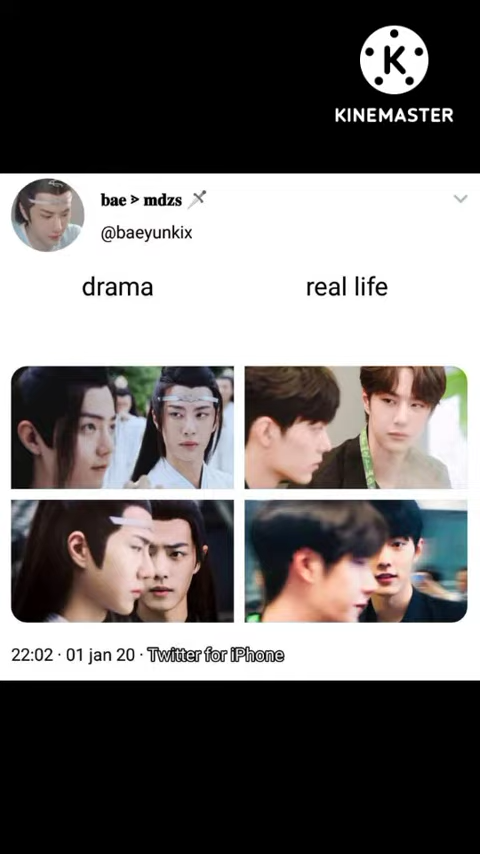 KINEMASTER
bae > mdzs
@baeyunkix
drama
real life
22:02 · 01 jan 20 · Twitter for iPhone